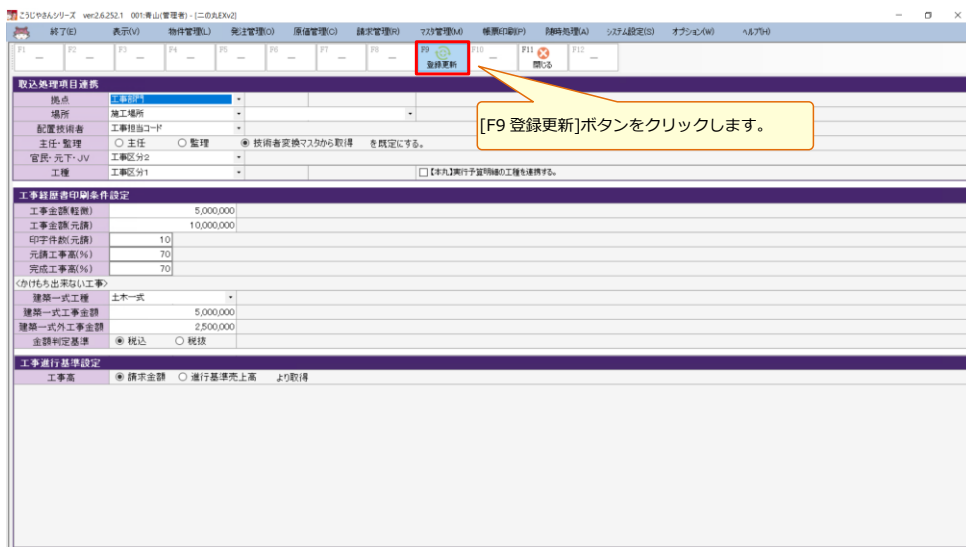 こうじやさんシリーズ ver.2.6.252.1 001:青山(管理者) - [二の丸EXv2]
終了(E) 表示(V) 物件管理(L) 発注管理(O) 原価管理(C) 請求管理(R) マスタ管理(M) 帳票印刷(P) 随時処理(A) システム設定(S) オプション(W) ヘルプ(H)
F1 F2 F3 F4 F5 F6 F7 F8 F9 登録更新 F10 F11 閉じる F12
取込処理項目連携
拠点 工事部門
場所 施工場所
配置技術者 工事担当コード
主任・監理 主任 監理 技術者変換マスタから取得 を既定にする。
官民・元下・JV 工事区分2
工種 工事区分1 【本丸】実行予算明細の工種を連携する。
[F9 登録更新]ボタンをクリックします。
工事経歴書印刷条件設定
工事金額(軽微) 5,000,000
工事金額(元請) 10,000,000
印字件数(元請) 10
元請工事高(%) 70
完成工事高(%) 70
<かけもち出来ない工事>
建築一式工種 土木一式
建築一式工事金額 5,000,000
建築一式外工事金額 2,500,000
金額判定基準 税込 税抜
工事進行基準設定
工事高 請求金額 進行基準売上高 より取得